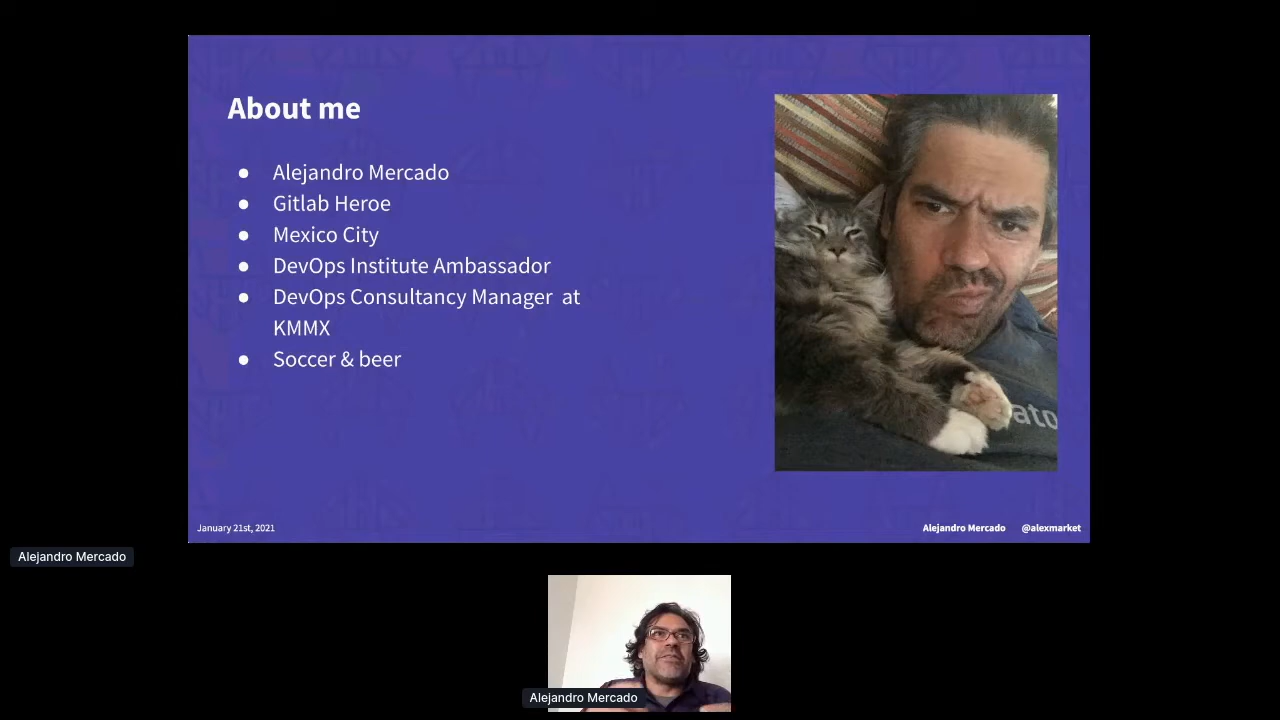 About me
● Alejandro Mercado
● Gitlab Heroe
● Mexico City
● DevOps Institute Ambassador
● DevOps Consultancy Manager  at
KMMX
● Soccer & beer
ato
January 21st, 2021
Alejandro Mercado @alexmarket
Alejandro Mercado
Alejandro Mercado